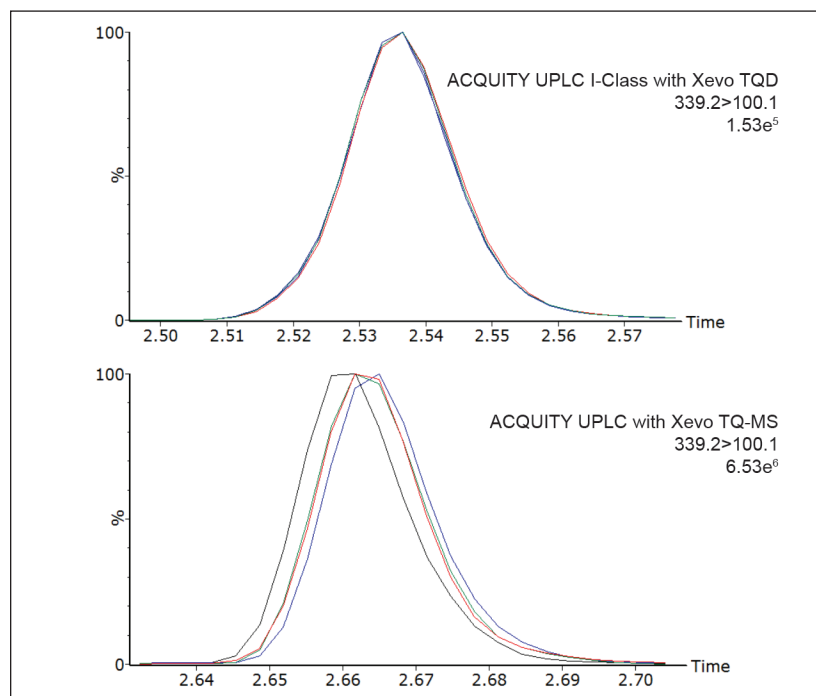 100
ACQUITY UPLC I-Class with Xevo TQD
339.2>100.1
1.53e⁵
%
0
2.50 2.51 2.52 2.53 2.54 2.55 2.56 2.57 Time
100
ACQUITY UPLC with Xevo TQ-MS
339.2>100.1
6.53e⁶
%
0
2.64 2.65 2.66 2.67 2.68 2.69 2.70 Time